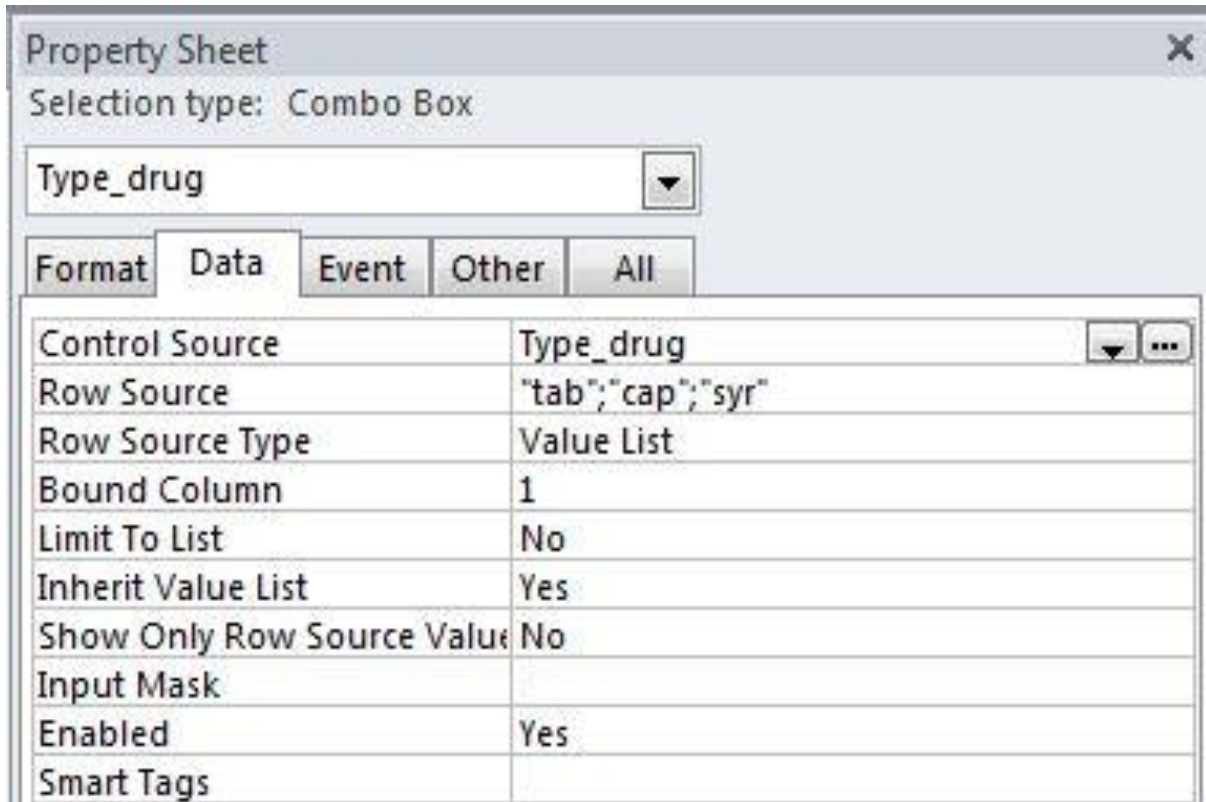 Property Sheet
Selection type: Combo Box
Type_drug
Format Data Event Other All
Control Source Type_drug
Row Source "tab";"cap";"syr"
Row Source Type Value List
Bound Column 1
Limit To List No
Inherit Value List Yes
Show Only Row Source Value No
Input Mask
Enabled Yes
Smart Tags